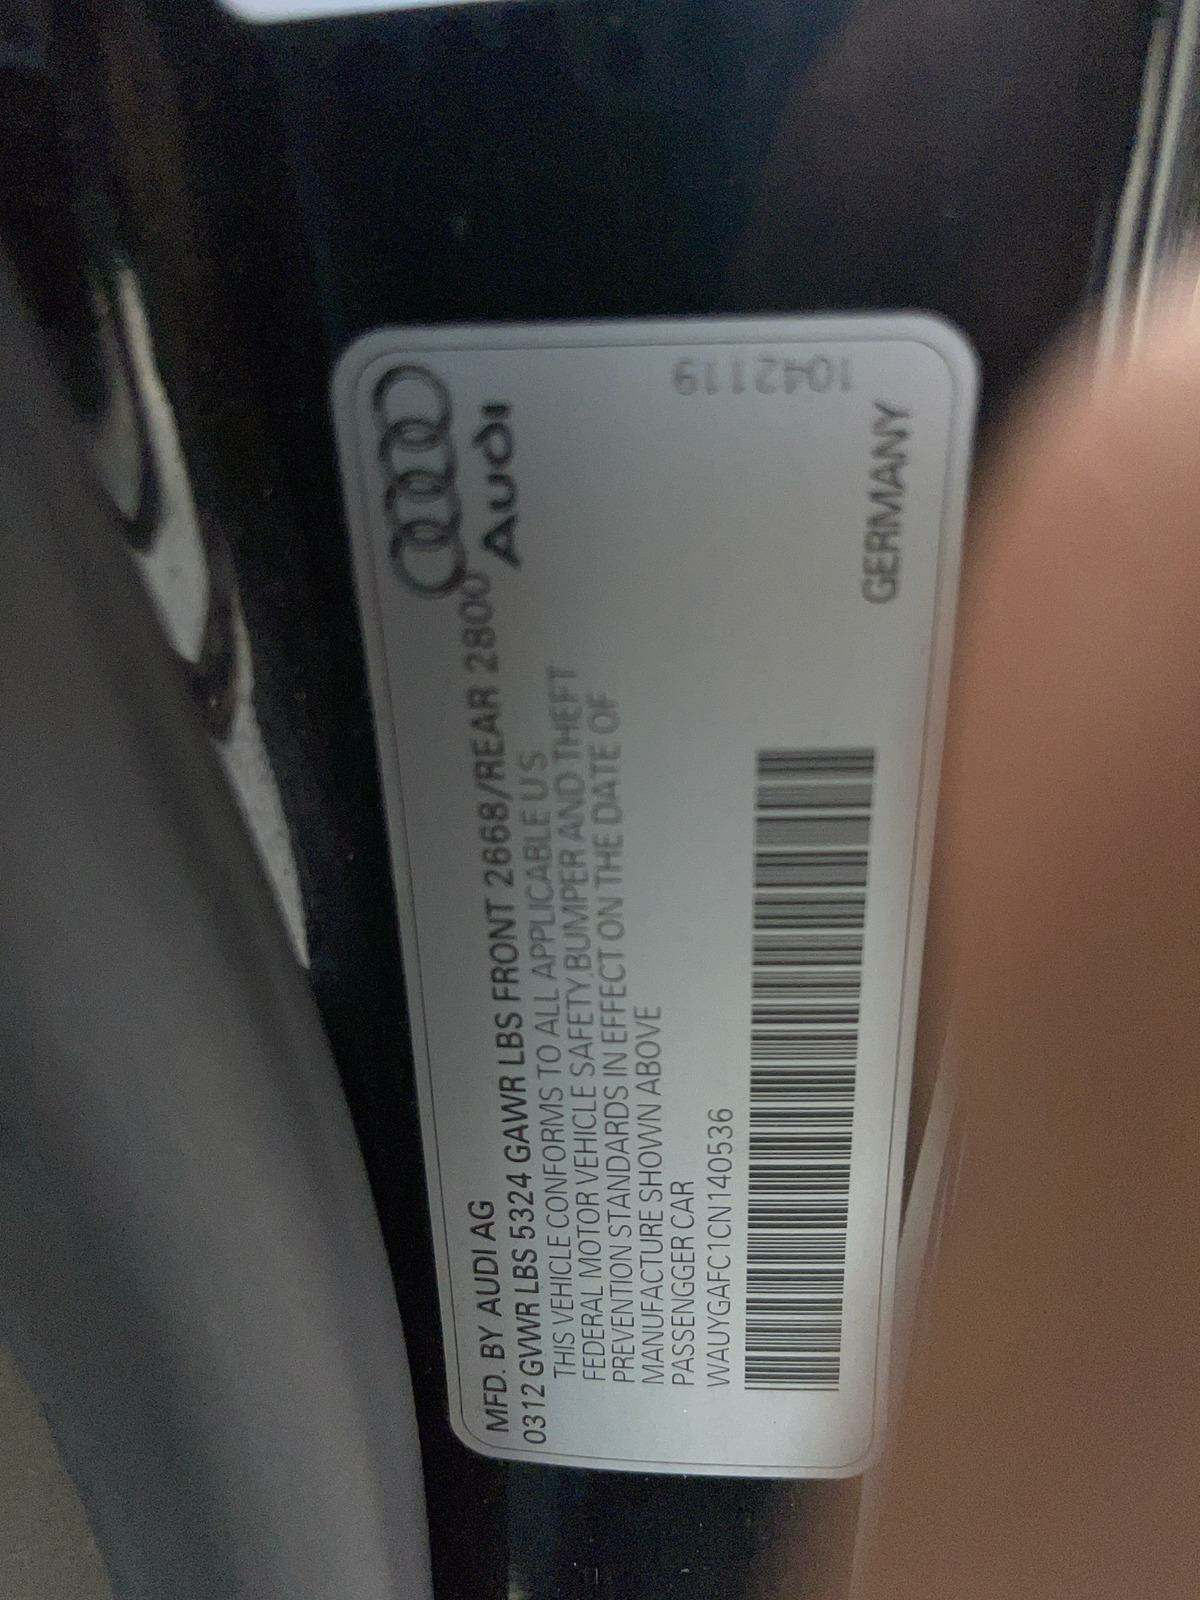 MFD. BY AUDI AG
0312 GVWR LBS 5324 GAWR LBS FRONT 2668/REAR 2800
THIS VEHICLE CONFORMS TO ALL APPLICABLE US
FEDERAL MOTOR VEHICLE SAFETY,BUMPER AND THEFT
PREVENTION STANDARDS IN EFFECT ON THE DATE OF
MANUFACTURE SHOWN ABOVE
PASSENGGER CAR
WAUYGAFC1CN140536
Audi
1042119
GERMANY